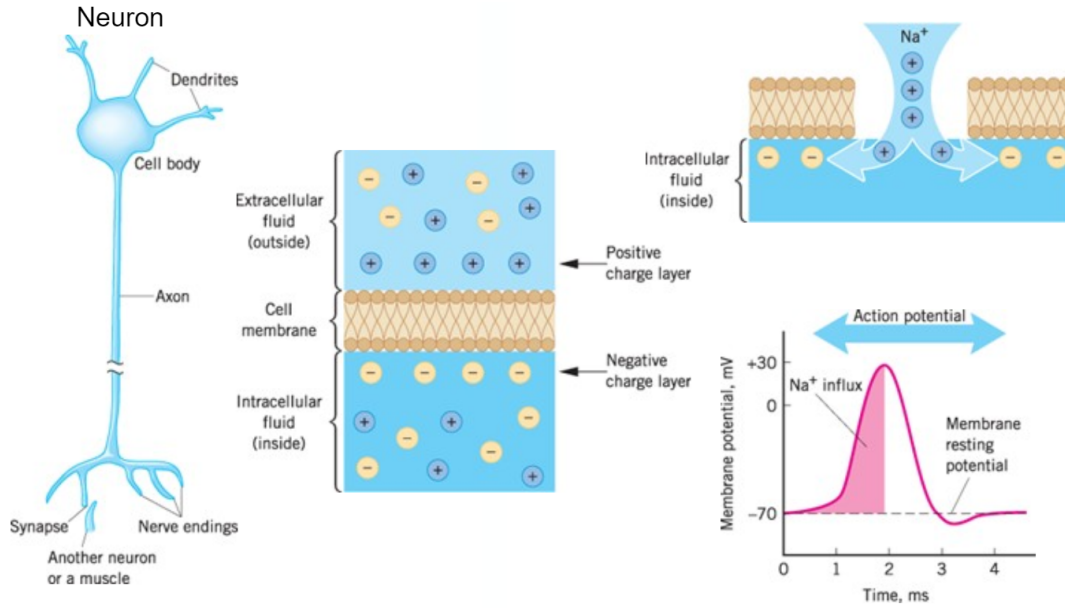 Neuron
Dendrites
Cell body
Axon
Synapse
Nerve endings
Another neuron
or a muscle
Extracellular
fluid
(outside)
Cell
membrane
Intracellular
fluid
(inside)
Positive
charge layer
Negative
charge layer
Na⁺
Intracellular
fluid
(inside)
Action potential
Membrane potential, mV
+30
0
−70
Na⁺ influx
Membrane
resting
potential
0 1 2 3 4
Time, ms